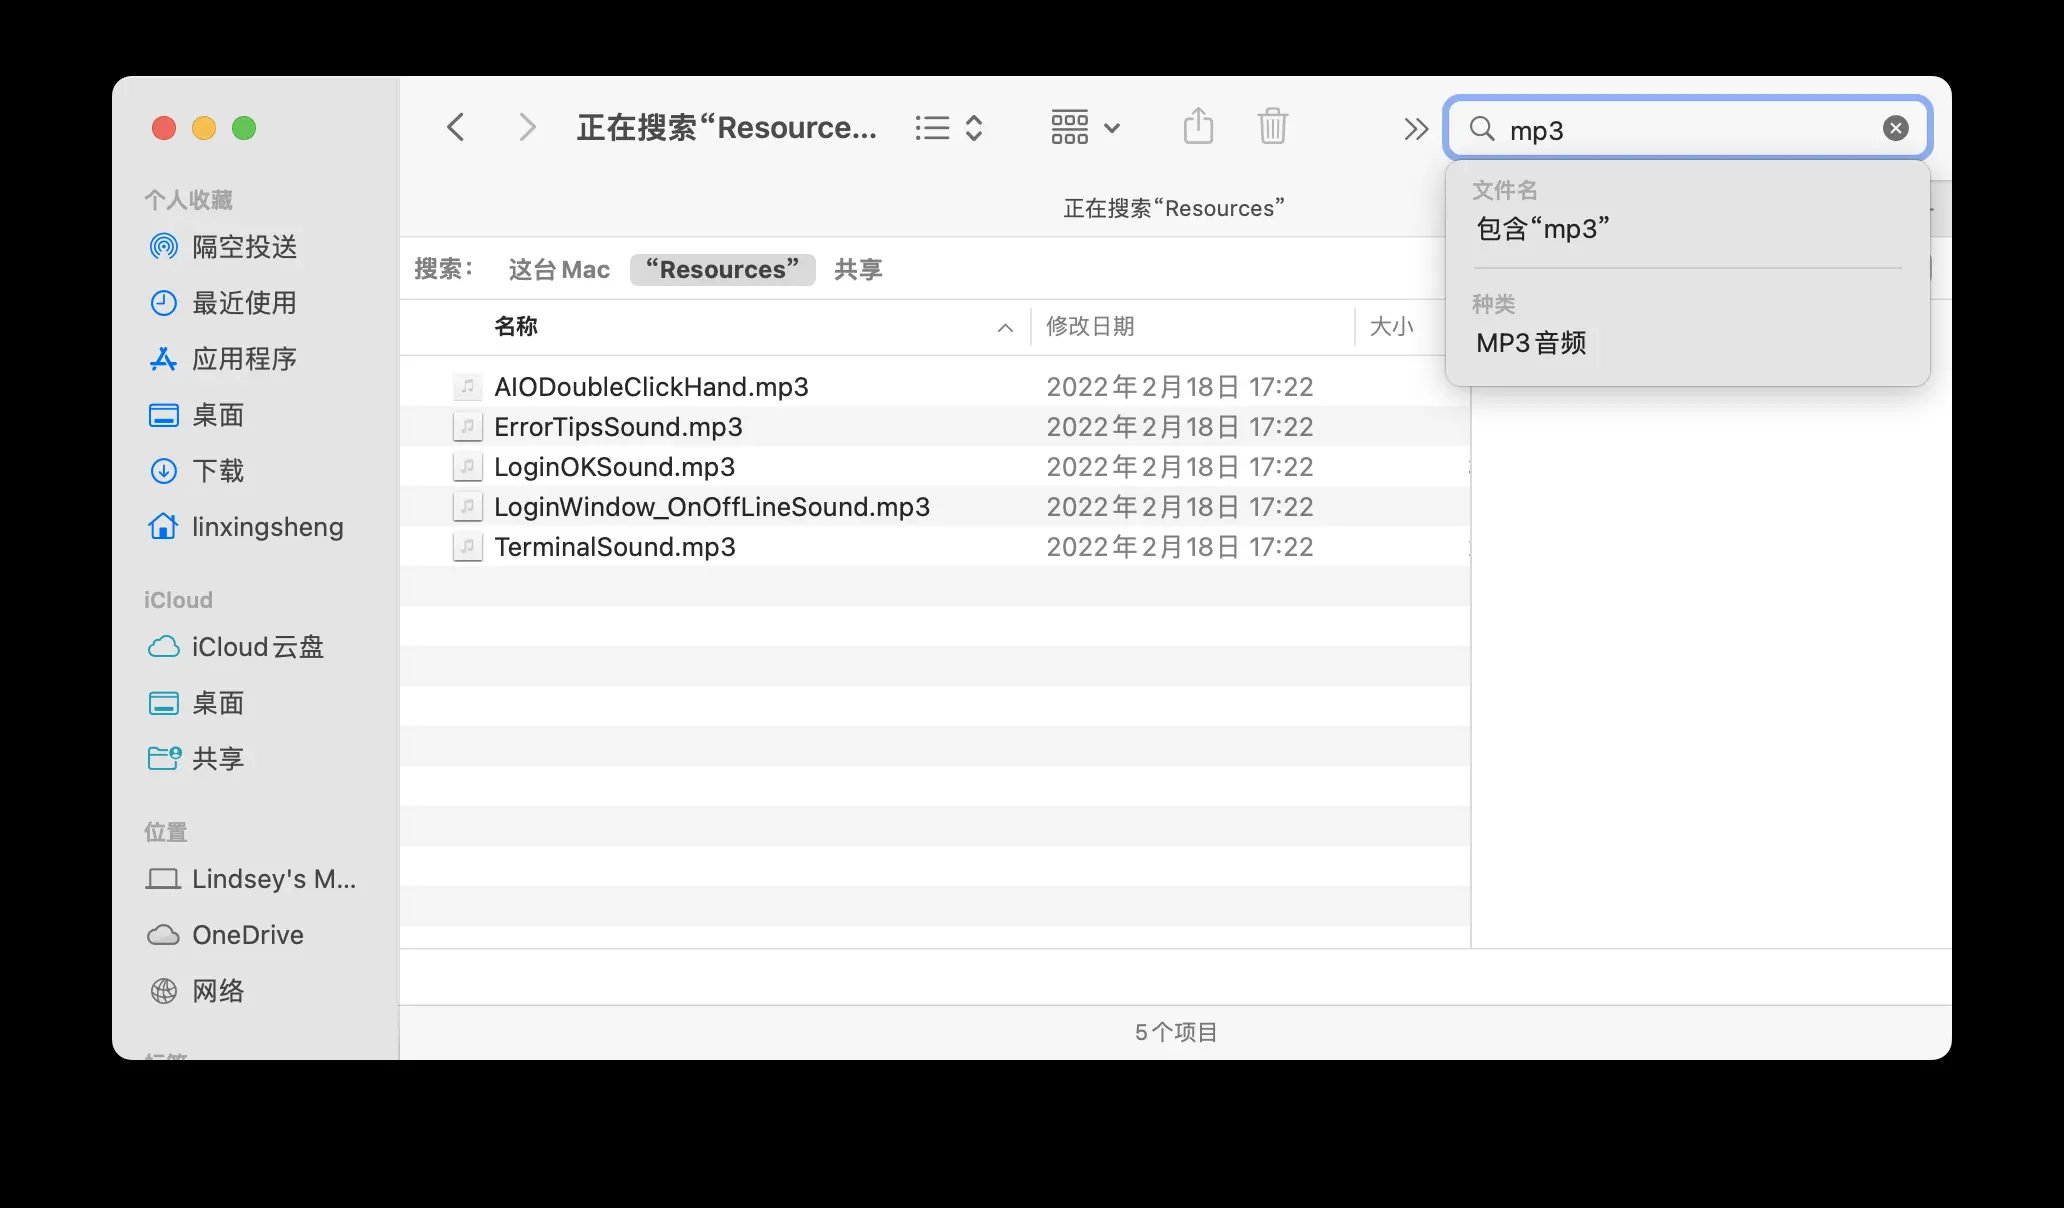 正在搜索“Resource...
mp3
文件名
包含“mp3”
种类
MP3音频
正在搜索“Resources”
搜索：
这台 Mac
“Resources”
共享
名称
修改日期
大小
AIODoubleClickHand.mp3 2022年2月18日 17:22
ErrorTipsSound.mp3 2022年2月18日 17:22
LoginOKSound.mp3 2022年2月18日 17:22
LoginWindow_OnOffLineSound.mp3 2022年2月18日 17:22
TerminalSound.mp3 2022年2月18日 17:22
5个项目
个人收藏
隔空投送
最近使用
应用程序
桌面
下载
linxingsheng
iCloud
iCloud云盘
桌面
共享
位置
Lindsey's M...
OneDrive
网络